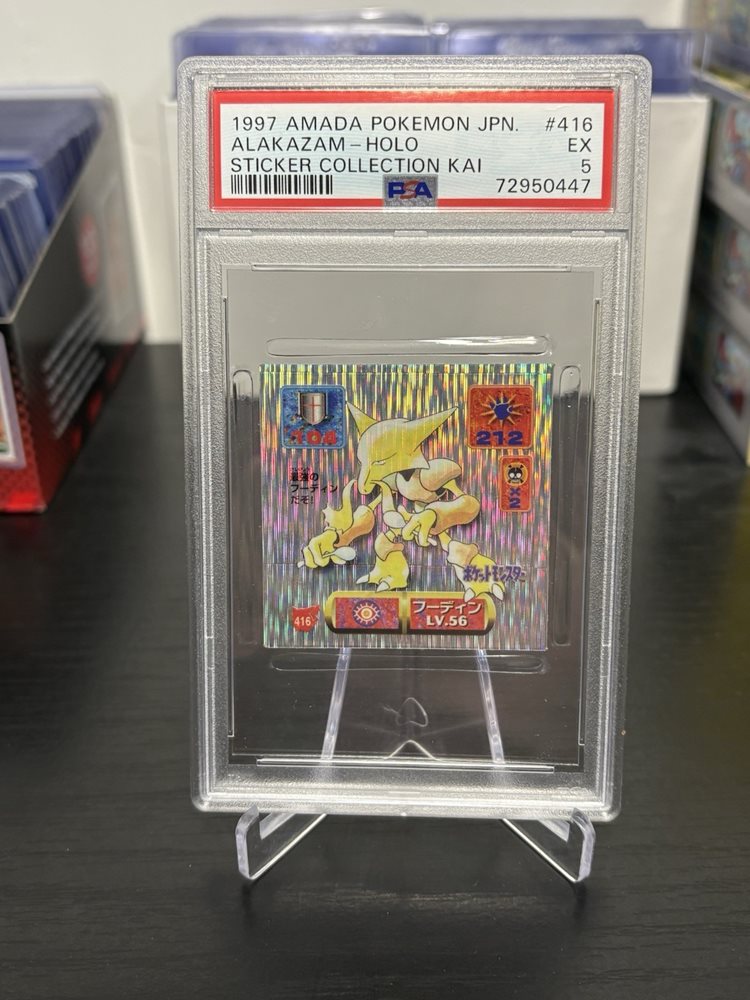 1997 AMADA POKEMON JPN. #416
ALAKAZAM-HOLO EX
STICKER COLLECTION KAI 5
PSA 72950447
104
212
最強の
フーディン
だぞ!
×2
ポケットモンスター
416
フーディン
LV.56